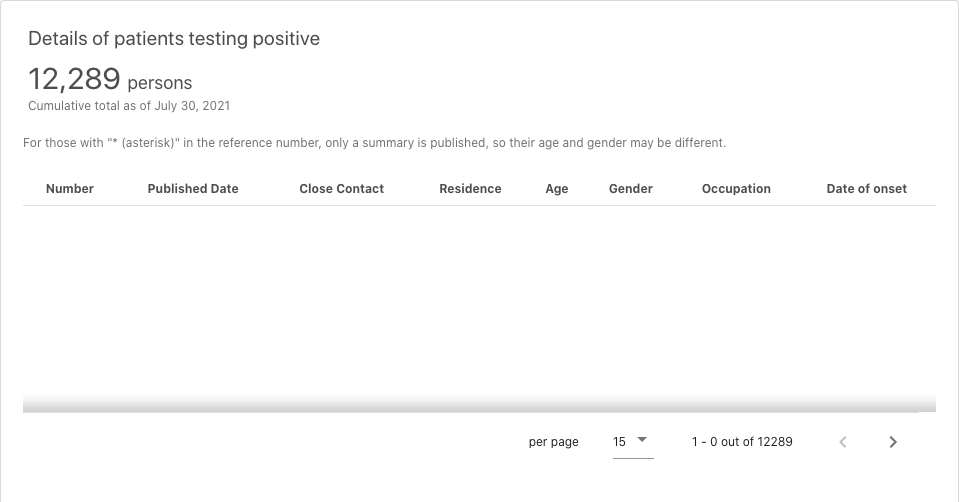 Details of patients testing positive
12,289 persons
Cumulative total as of July 30, 2021
For those with "* (asterisk)" in the reference number, only a summary is published, so their age and gender may be different.
Number Published Date Close Contact Residence Age Gender Occupation Date of onset
per page 15 1 - 0 out of 12289